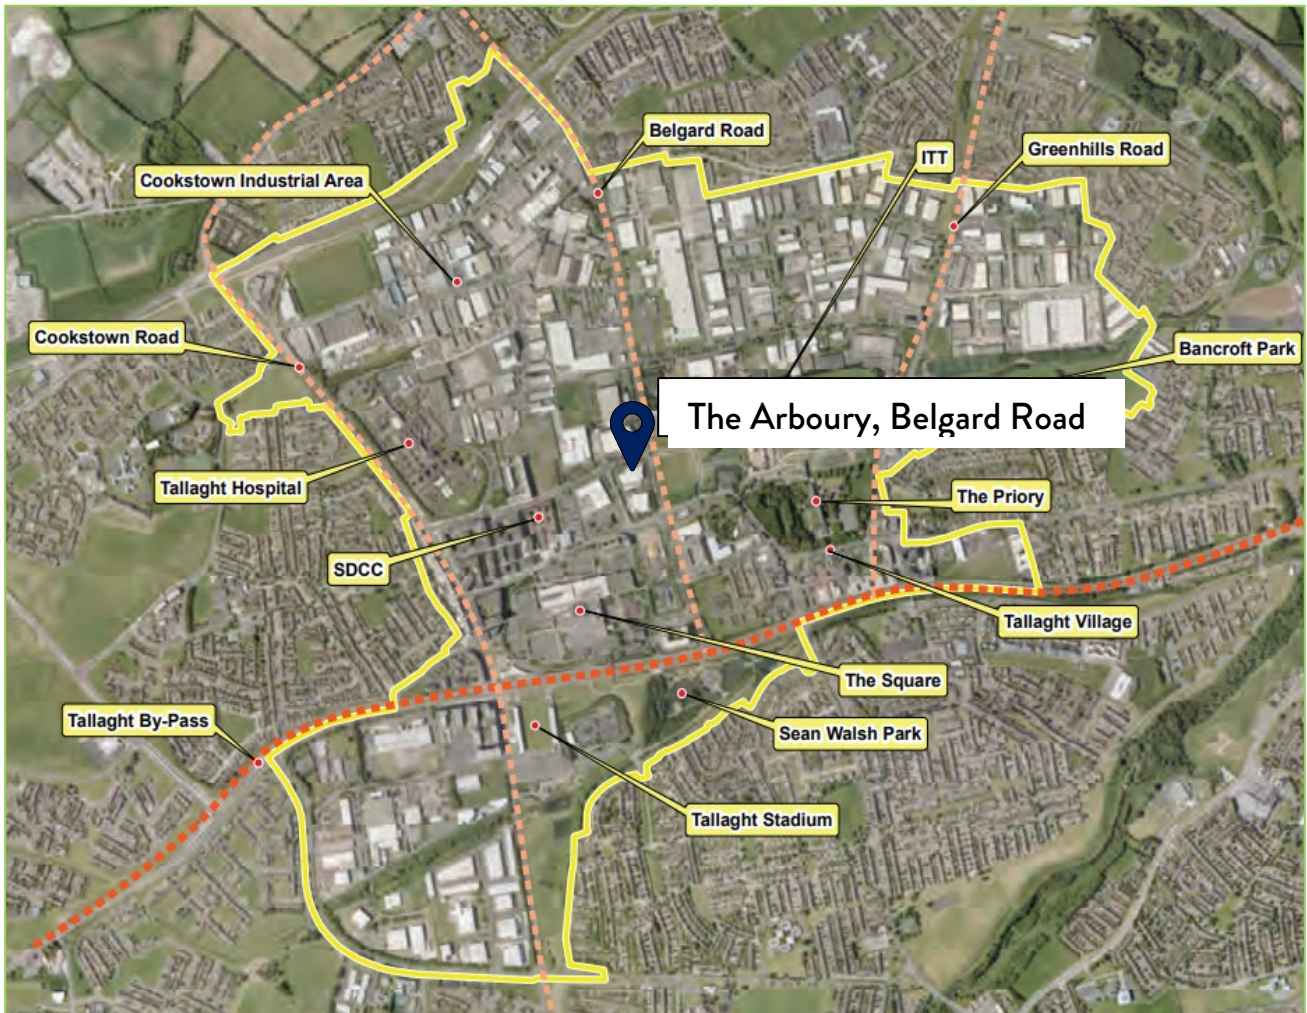 Belgard Road
ITT
Greenhills Road
Cookstown Industrial Area
Cookstown Road
Bancroft Park
The Arboury, Belgard Road
Tallaght Hospital
The Priory
SDCC
Tallaght Village
The Square
Tallaght By-Pass
Sean Walsh Park
Tallaght Stadium